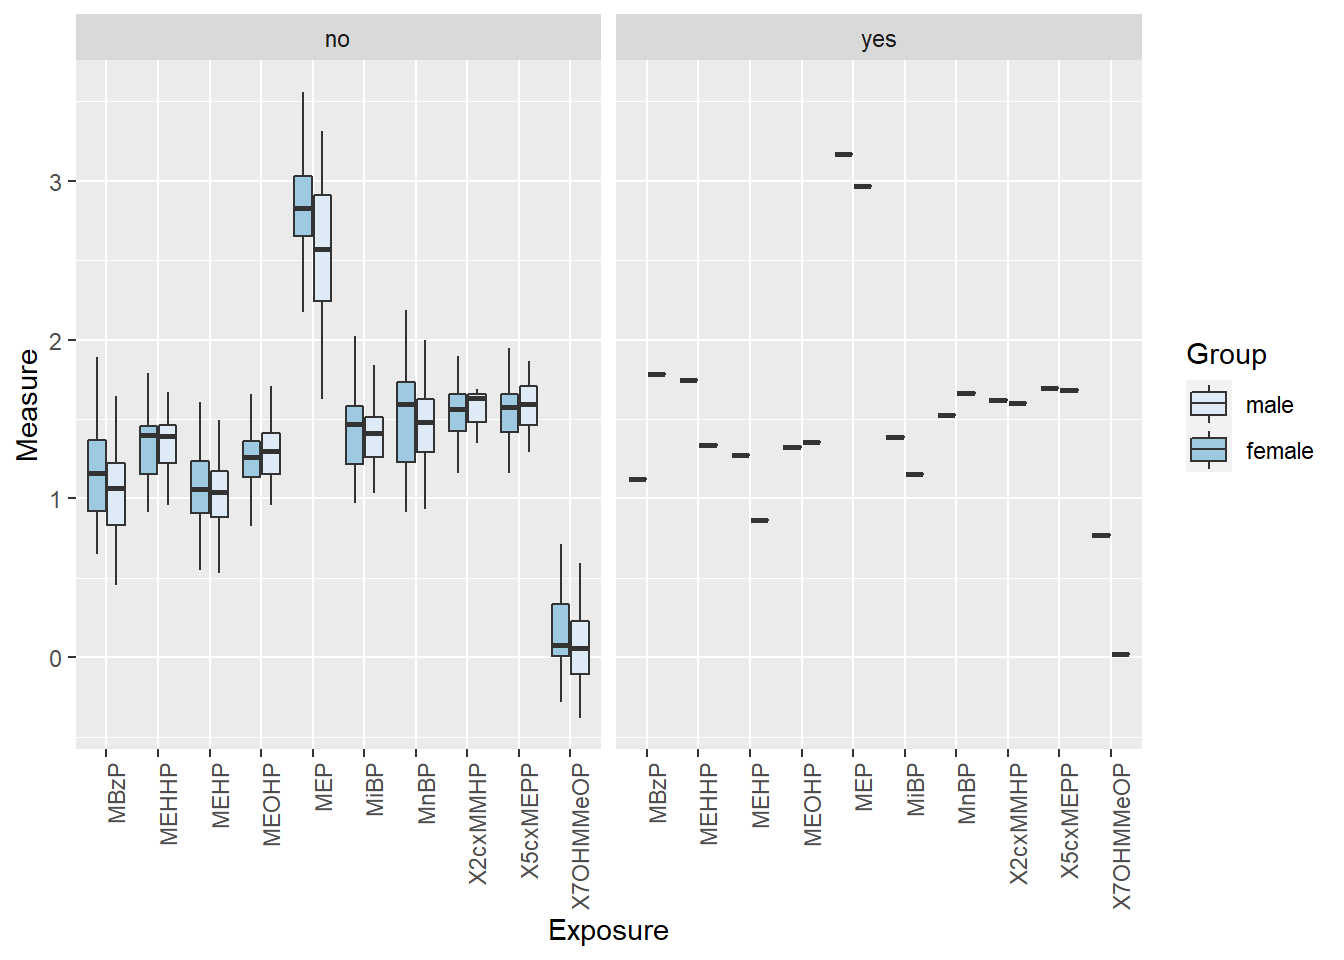 no
yes
Measure
3
2
1
0
MBzP
MEHHP
MEHP
MEOHP
MEP
MiBP
MnBP
X2cxMMHP
X5cxMEPP
X7OHMMeOP
MBzP
MEHHP
MEHP
MEOHP
MEP
MiBP
MnBP
X2cxMMHP
X5cxMEPP
X7OHMMeOP
Exposure
Group
male
female